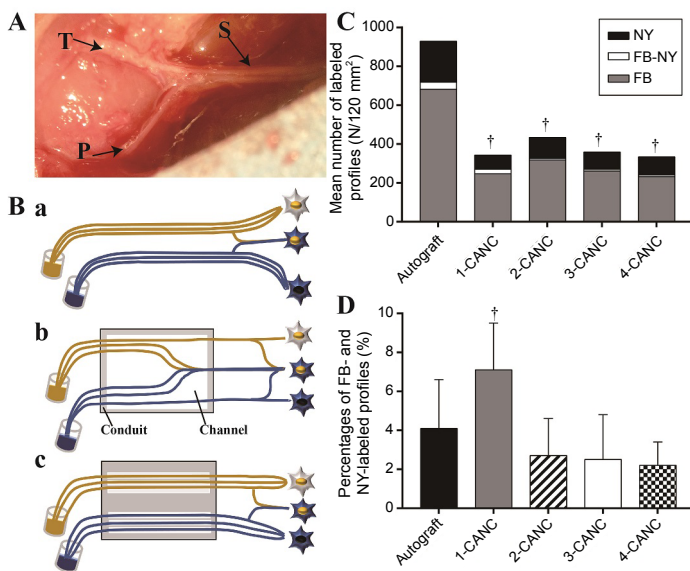 A
T
S
P
B
a
b
Conduit
Channel
c
C
Mean number of labeled
profiles (N/120 mm²)
1000
800
600
400
200
0
NY
FB-NY
FB
†
†
†
†
Autograft
1-CANC
2-CANC
3-CANC
4-CANC
D
Percentages of FB- and
NY-labeled profiles (%)
10
8
6
4
2
0
†
Autograft
1-CANC
2-CANC
3-CANC
4-CANC